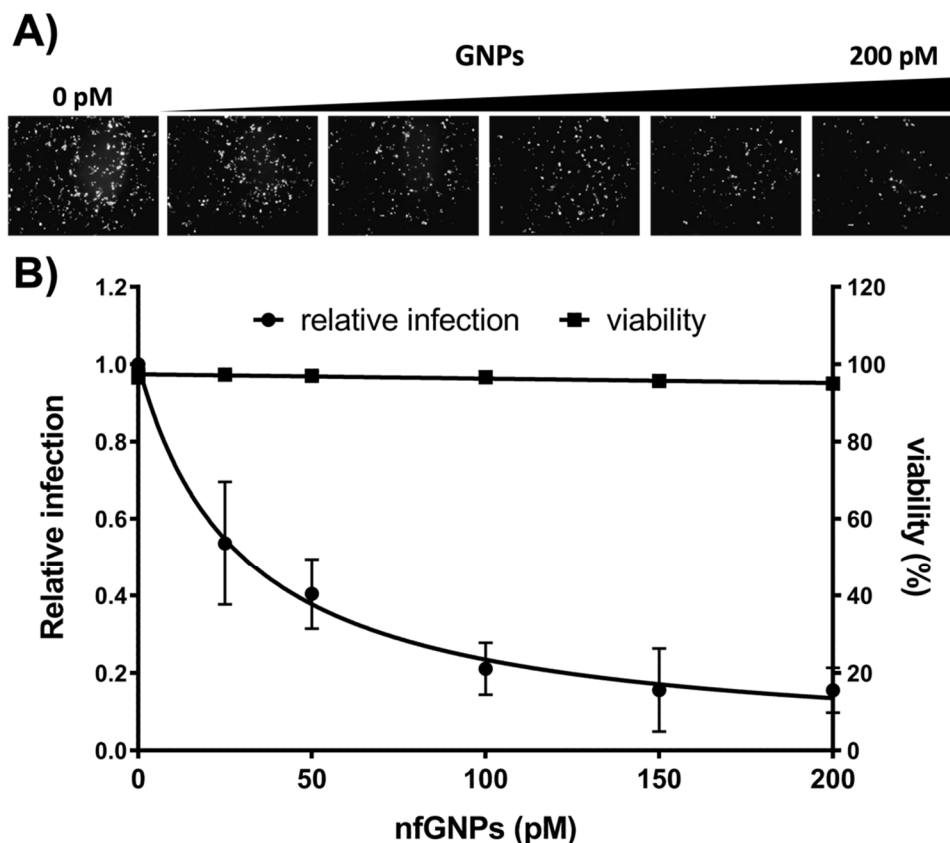 A)
GNPs
200 pM
0 pM
B)
1.2
1.0
0.8
0.6
0.4
0.2
0.0
Relative infection
relative infection
viability
120
100
80
60
40
20
0
viability (%)
0
50
100
150
200
nfGNPs (pM)